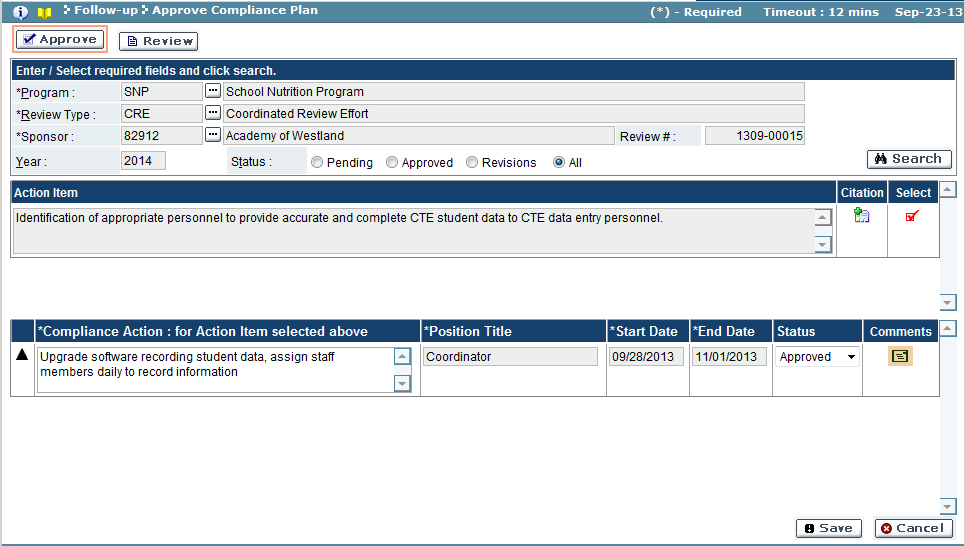 Follow-up Approve Compliance Plan (*) - Required Timeout : 12 mins Sep-23-13
Approve Review
Enter / Select required fields and click search.
*Program : SNP ... School Nutrition Program
*Review Type : CRE ... Coordinated Review Effort
*Sponsor : 82912 ... Academy of Westland Review # : 1309-00015
Year : 2014 Status : Pending Approved Revisions All Search
Action Item Citation Select
Identification of appropriate personnel to provide accurate and complete CTE student data to CTE data entry personnel.
*Compliance Action : for Action Item selected above *Position Title *Start Date *End Date Status Comments
Upgrade software recording student data, assign staff Coordinator 09/28/2013 11/01/2013 Approved
members daily to record information
Save Cancel